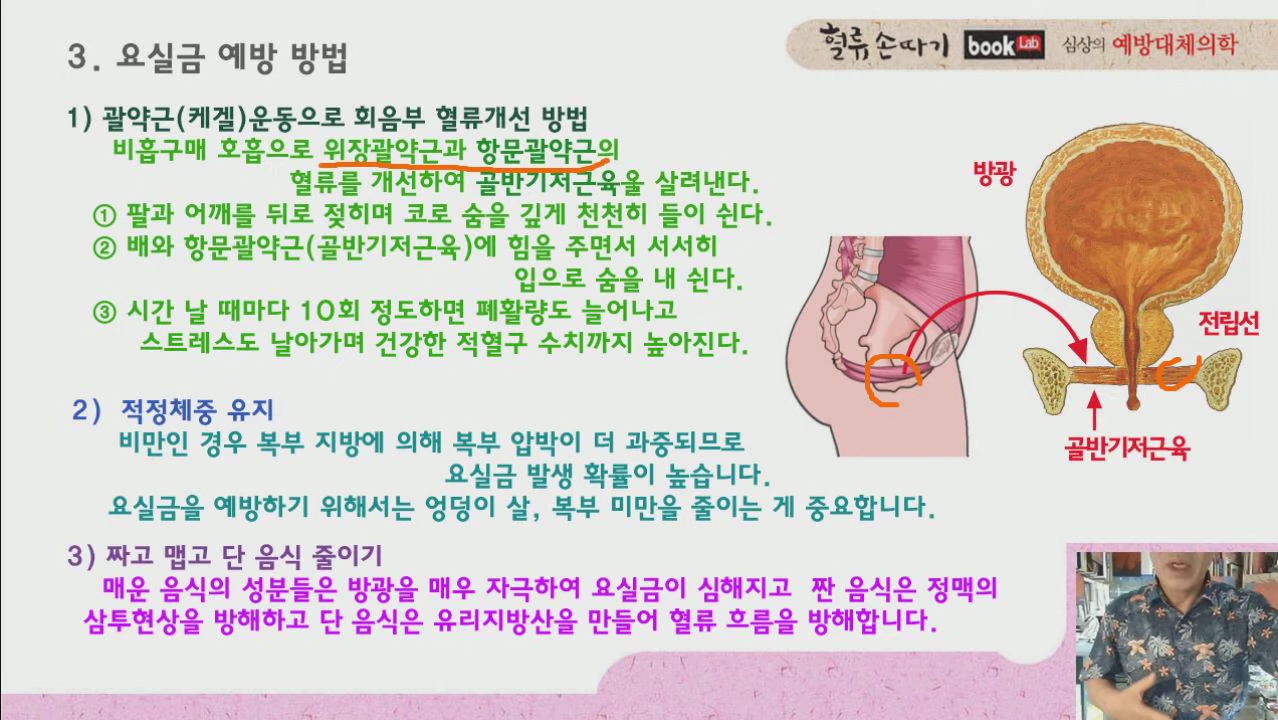 3. 요실금 예방 방법
혈류 손따기 book Lab 심상의 예방대체의학
1) 괄약근(케겔)운동으로 회음부 혈류개선 방법
비흡구매 호흡으로 위장괄약근과 항문괄약근의
혈류를 개선하여 골반기저근육을 살려낸다.
① 팔과 어깨를 뒤로 젖히며 코로 숨을 깊게 천천히 들이 쉰다.
② 배와 항문괄약근(골반기저근육)에 힘을 주면서 서서히
입으로 숨을 내 쉰다.
③ 시간 날 때마다 10회 정도하면 폐활량도 늘어나고
스트레스도 날아가며 건강한 적혈구 수치까지 높아진다.
방광
전립선
골반기저근육
2) 적정체중 유지
비만인 경우 복부 지방에 의해 복부 압박이 더 과중되므로
요실금 발생 확률이 높습니다.
요실금을 예방하기 위해서는 엉덩이 살, 복부 미만을 줄이는 게 중요합니다.
3) 짜고 맵고 단 음식 줄이기
매운 음식의 성분들은 방광을 매우 자극하여 요실금이 심해지고 짠 음식은 정맥의
삼투현상을 방해하고 단 음식은 유리지방산을 만들어 혈류 흐름을 방해합니다.